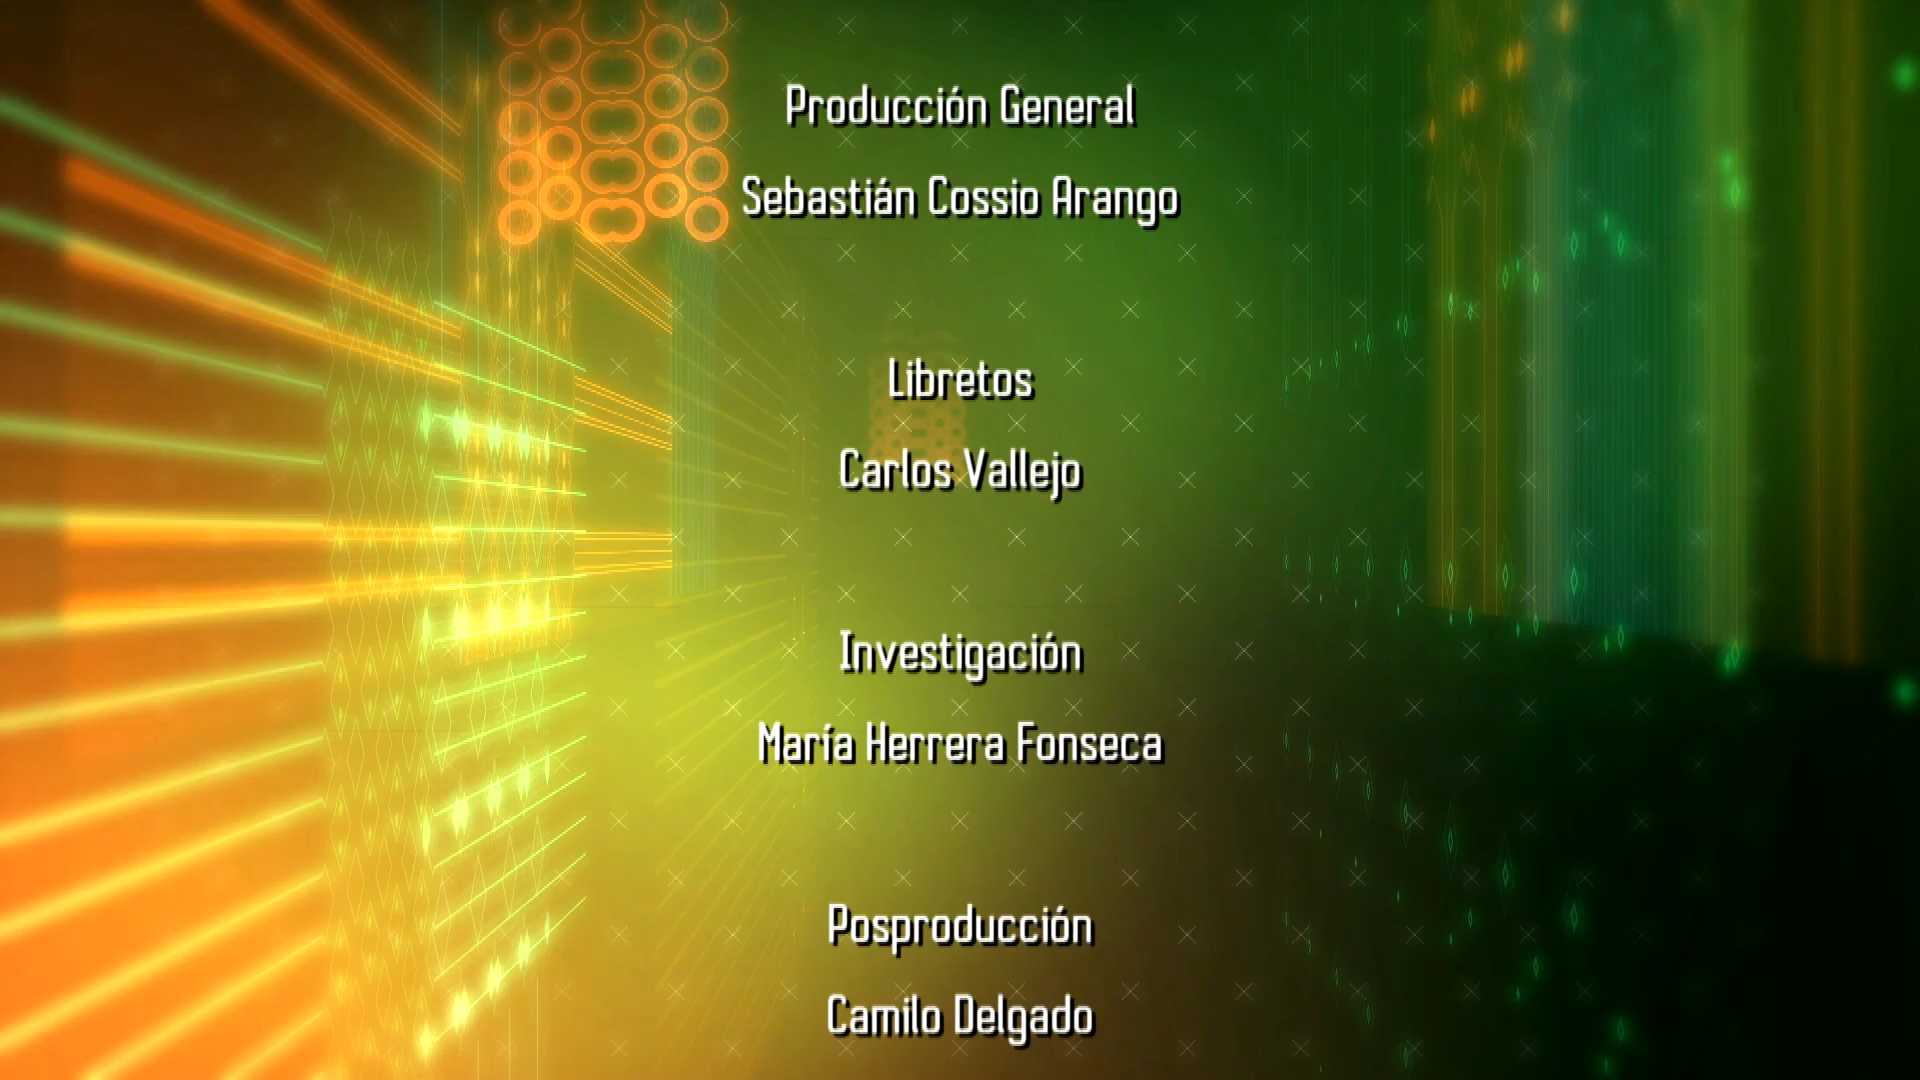 Producción General
Sebastián Cossio Arango
Libretos
Carlos Vallejo
Investigación
María Herrera Fonseca
Posproducción
Camilo Delgado